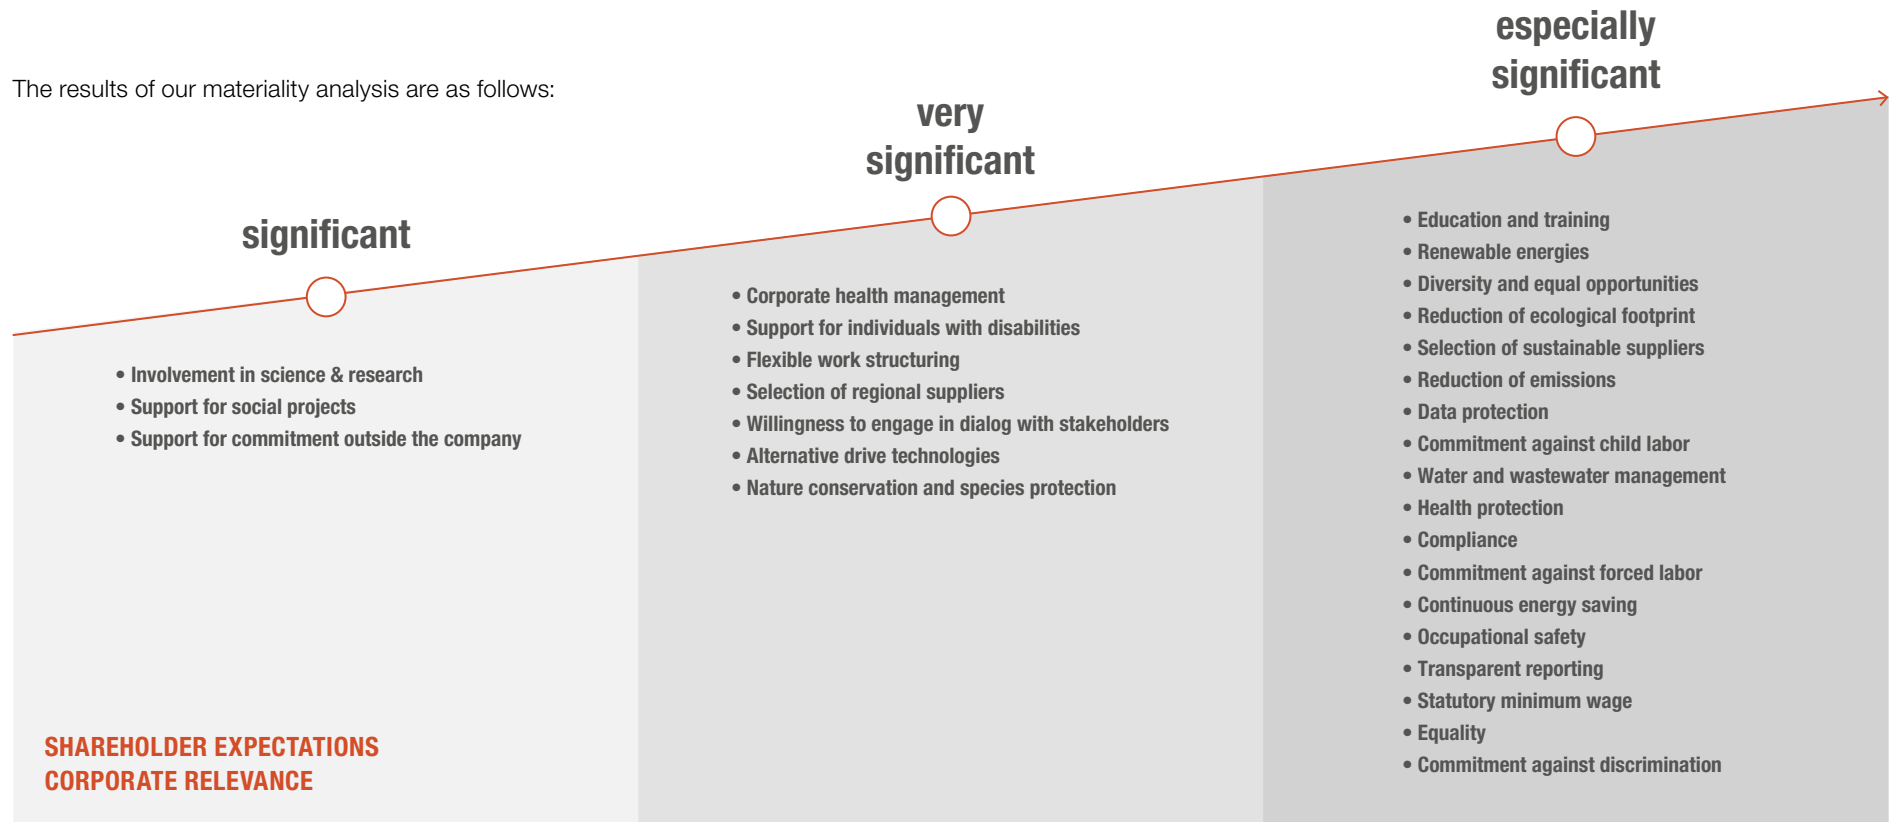 The results of our materiality analysis are as follows:
significant
• Involvement in science & research
• Support for social projects
• Support for commitment outside the company
SHAREHOLDER EXPECTATIONS
CORPORATE RELEVANCE
very
significant
• Corporate health management
• Support for individuals with disabilities
• Flexible work structuring
• Selection of regional suppliers
• Willingness to engage in dialog with stakeholders
• Alternative drive technologies
• Nature conservation and species protection
especially
significant
• Education and training
• Renewable energies
• Diversity and equal opportunities
• Reduction of ecological footprint
• Selection of sustainable suppliers
• Reduction of emissions
• Data protection
• Commitment against child labor
• Water and wastewater management
• Health protection
• Compliance
• Commitment against forced labor
• Continuous energy saving
• Occupational safety
• Transparent reporting
• Statutory minimum wage
• Equality
• Commitment against discrimination